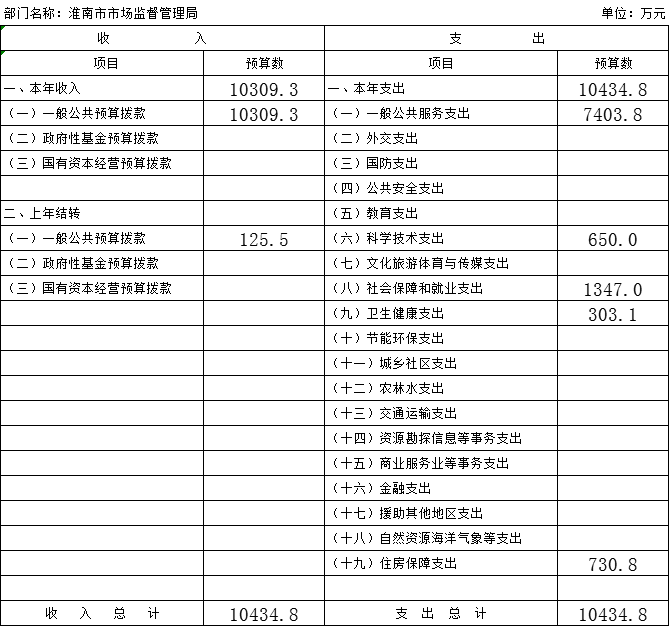 部门名称：淮南市市场监督管理局 单位：万元
收 入 支 出
项目 预算数 项目 预算数
一、本年收入 10309.3 一、本年支出 10434.8
（一）一般公共预算拨款 10309.3 （一）一般公共服务支出 7403.8
（二）政府性基金预算拨款 （二）外交支出
（三）国有资本经营预算拨款 （三）国防支出
（四）公共安全支出
二、上年结转 （五）教育支出
（一）一般公共预算拨款 125.5 （六）科学技术支出 650.0
（二）政府性基金预算拨款 （七）文化旅游体育与传媒支出
（三）国有资本经营预算拨款 （八）社会保障和就业支出 1347.0
（九）卫生健康支出 303.1
（十）节能环保支出
（十一）城乡社区支出
（十二）农林水支出
（十三）交通运输支出
（十四）资源勘探信息等事务支出
（十五）商业服务业等事务支出
（十六）金融支出
（十七）援助其他地区支出
（十八）自然资源海洋气象等支出
（十九）住房保障支出 730.8
收 入 总 计 10434.8 支 出 总 计 10434.8